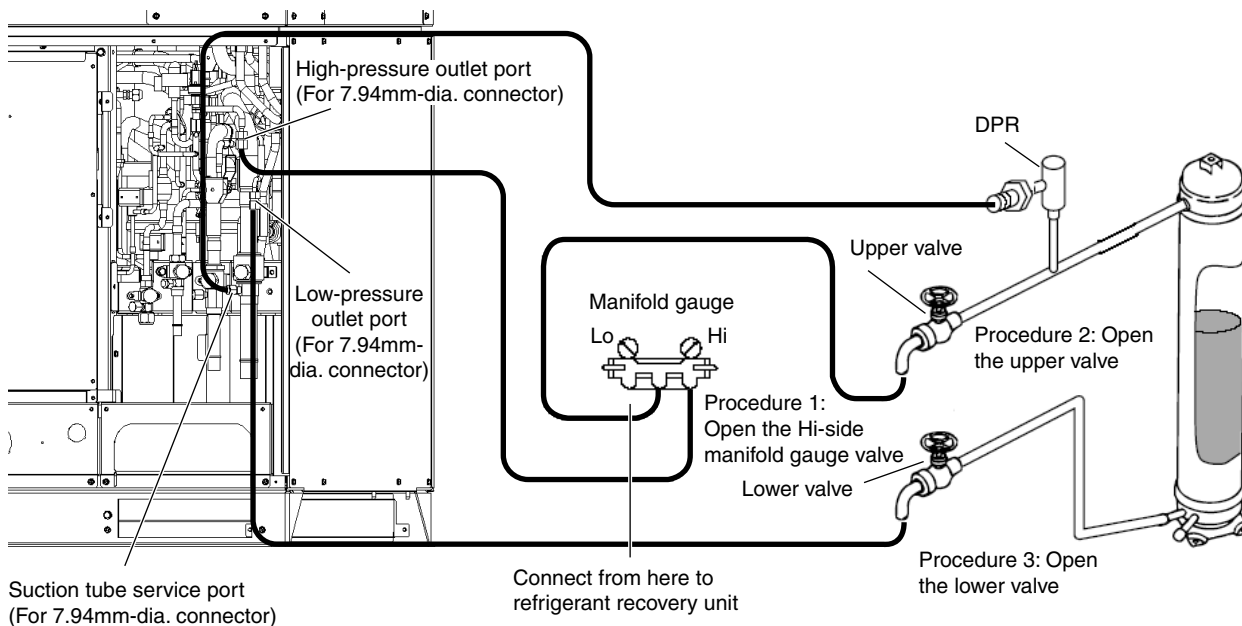 High-pressure outlet port
(For 7.94mm-dia. connector)
DPR
Upper valve
Low-pressure
outlet port
(For 7.94mm-
dia. connector)
Manifold gauge
Lo
Hi
Procedure 2: Open
the upper valve
Procedure 1:
Open the Hi-side
manifold gauge valve
Lower valve
Procedure 3: Open
the lower valve
Suction tube service port
(For 7.94mm-dia. connector)
Connect from here to
refrigerant recovery unit